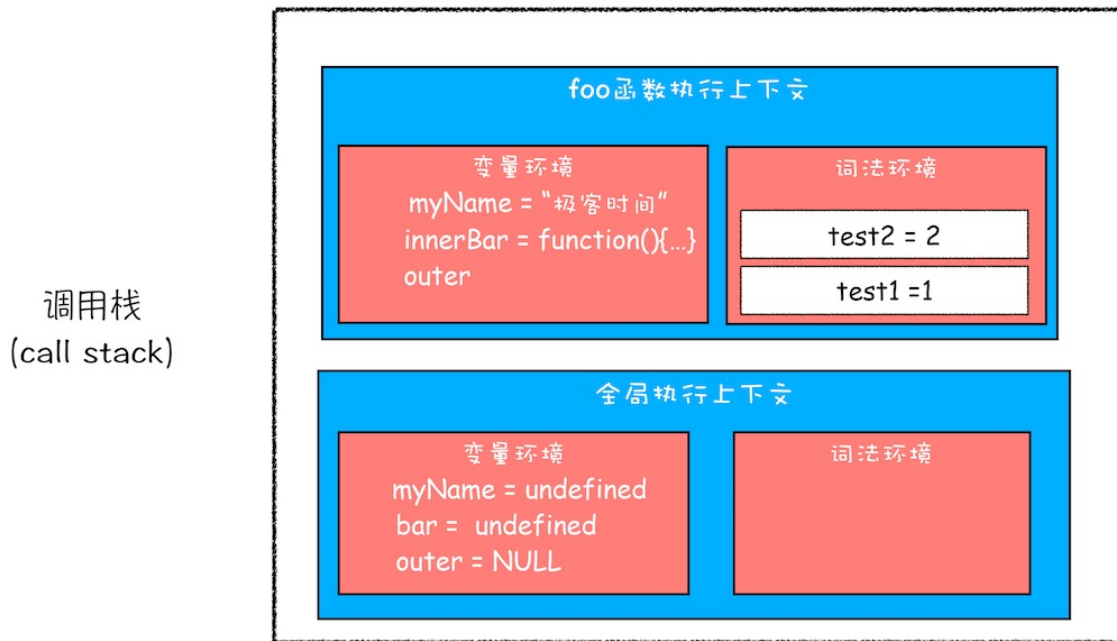 foo函数执行上下文
变量环境
myName = “极客时间”
innerBar = function(){...}
outer
词法环境
test2 = 2
test1 =1
调用栈
(call stack)
全局执行上下文
变量环境
myName = undefined
bar = undefined
outer = NULL
词法环境